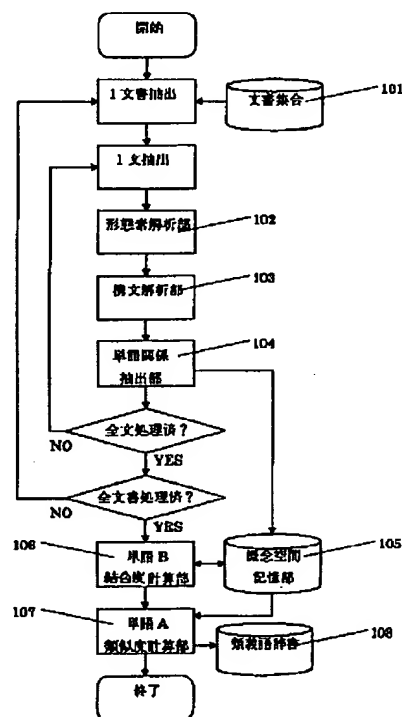 開始
1文書抽出
文書集合
101
1文抽出
形態素解析部
102
構文解析部
103
単語関係
抽出部
104
全文処理済？
NO
YES
全文書処理済？
NO
YES
106
単語B
結合度計算部
概念空間
記憶部
105
107
単語A
類似度計算部
類義語辞書
108
終了